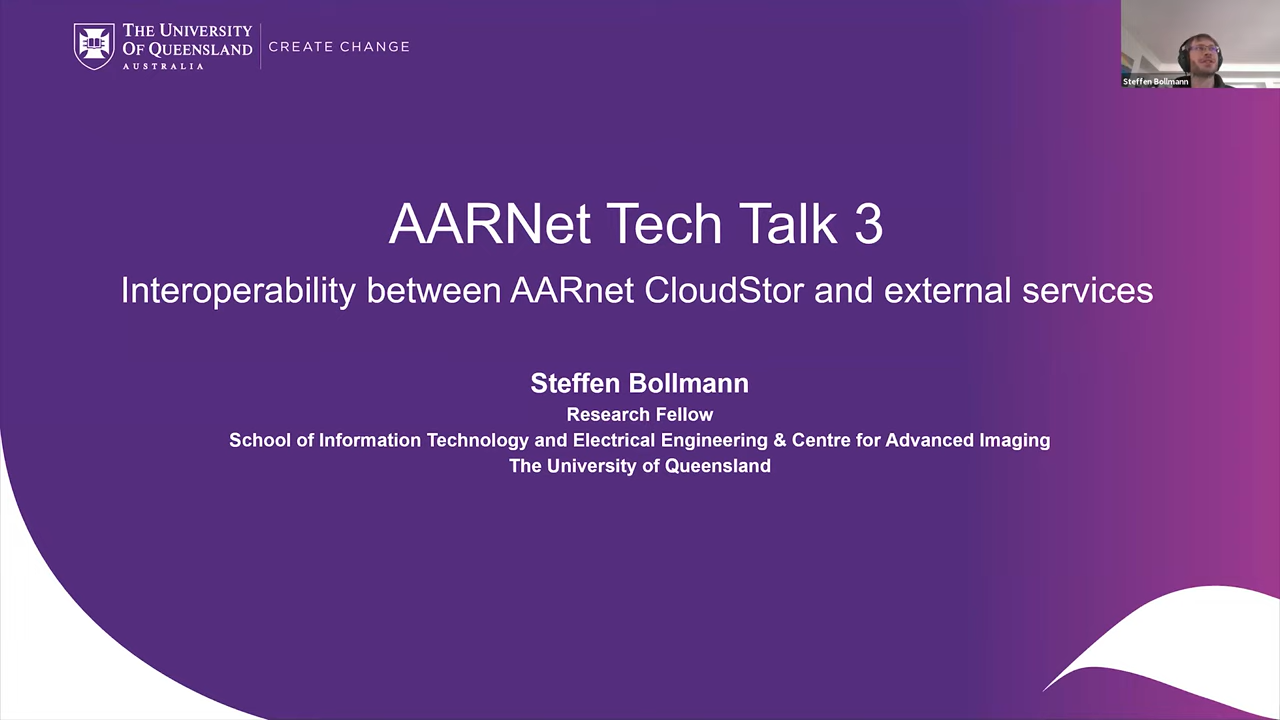 THE UNIVERSITY
OF QUEENSLAND
AUSTRALIA
CREATE CHANGE
Steffen Bollmann
AARNet Tech Talk 3
Interoperability between AARnet CloudStor and external services
Steffen Bollmann
Research Fellow
School of Information Technology and Electrical Engineering & Centre for Advanced Imaging
The University of Queensland